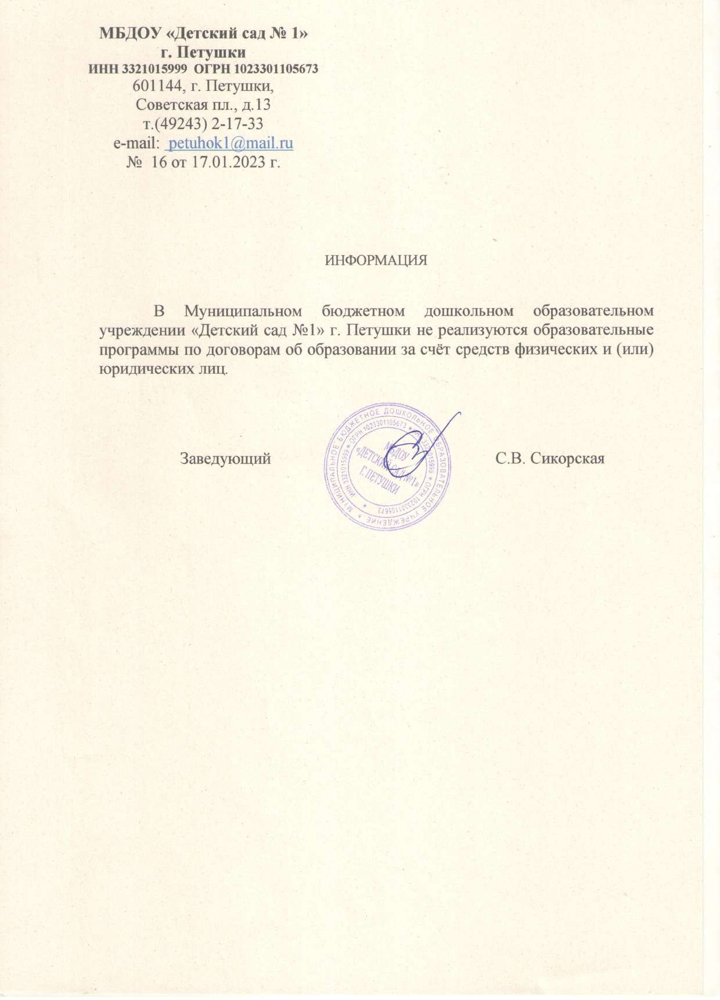 МБДОУ «Детский сад № 1»
г. Петушки
ИНН 3321015999 ОГРН 1023301105673
601144, г. Петушки,
Советская пл., д.13
т.(49243) 2-17-33
e-mail: petuhok1@mail.ru
№ 16 от 17.01.2023 г.
ИНФОРМАЦИЯ
В Муниципальном бюджетном дошкольном образовательном
учреждении «Детский сад №1» г. Петушки не реализуются образовательные
программы по договорам об образовании за счёт средств физических и (или)
юридических лиц.
Заведующий
С.В. Сикорская
МУНИЦИПАЛЬНОЕ БЮДЖЕТНОЕ ДОШКОЛЬНОЕ ОБРАЗОВАТЕЛЬНОЕ УЧРЕЖДЕНИЕ *
ИНН 3321015999 * ОГРН 1023301105673 * ИНН 3321015999 * ОГРН 1023301105673 *
МБДОУ
«ДЕТСКИЙ САД №1»
Г. ПЕТУШКИ